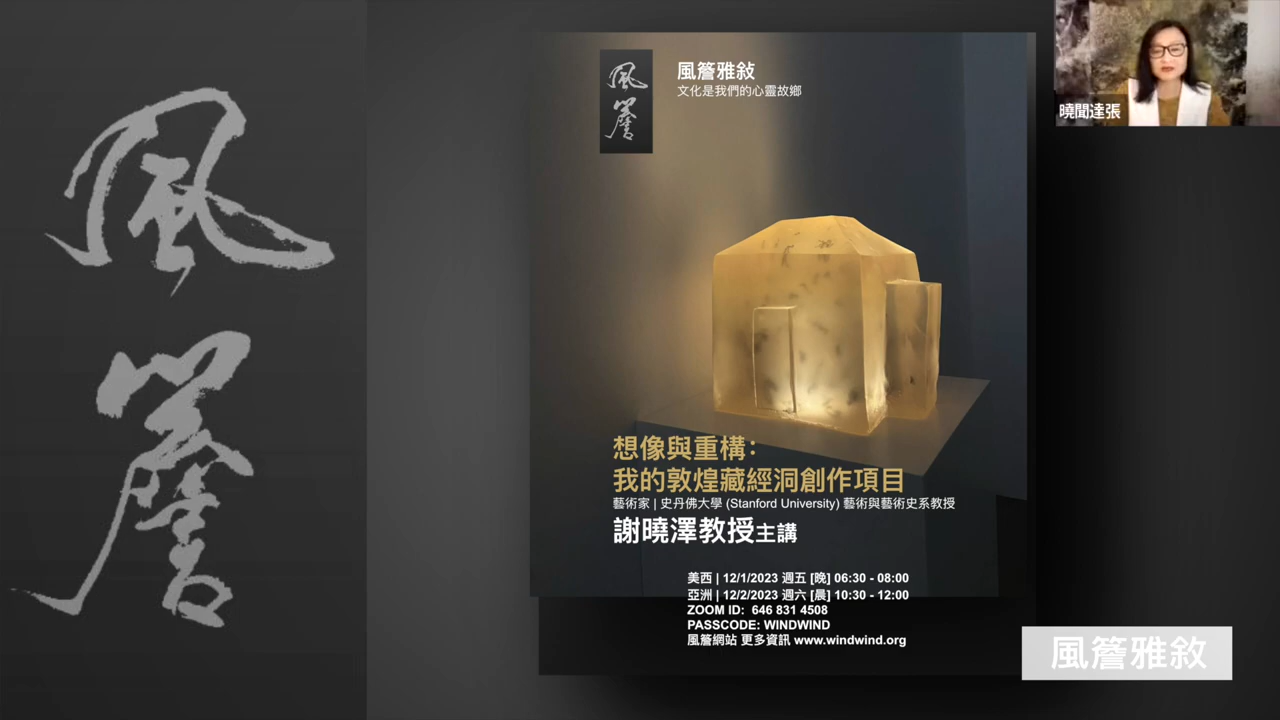 風簷
風簷
風簷雅敍
文化是我們的心靈故鄉
想像與重構：
我的敦煌藏經洞創作項目
藝術家 | 史丹佛大學 (Stanford University) 藝術與藝術史系教授
謝曉澤教授主講
美西 | 12/1/2023 週五 [晚] 06:30 - 08:00
亞洲 | 12/2/2023 週六 [晨] 10:30 - 12:00
ZOOM ID: 646 831 4508
PASSCODE: WINDWIND
風簷網站 更多資訊 www.windwind.org
曉聞達張
風簷雅敘